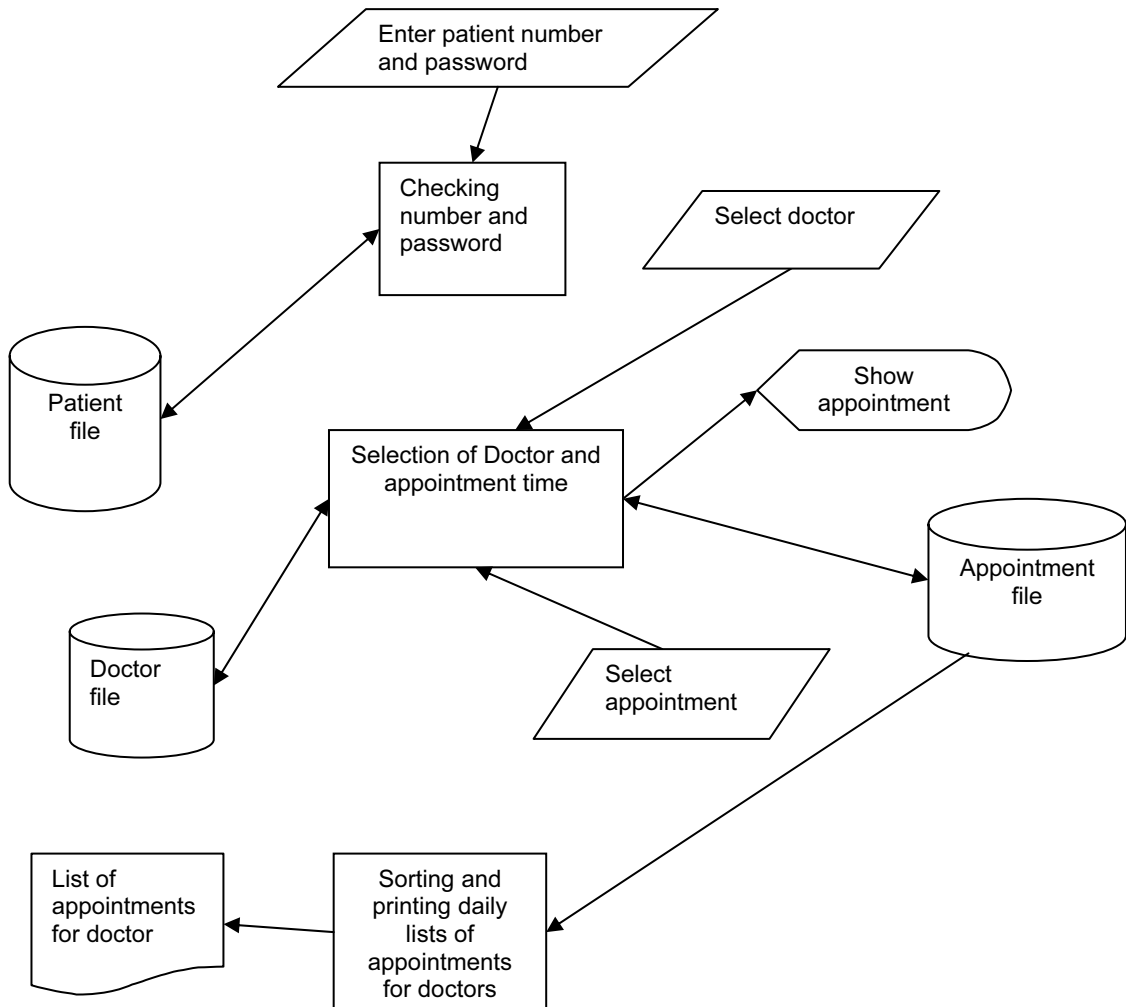 Enter patient number
and password
Checking
number and
password
Select doctor
Show
appointment
Patient
file
Selection of Doctor and
appointment time
Appointment
file
Doctor
file
Select
appointment
List of
appointments
for doctor
Sorting and
printing daily
lists of
appointments
for doctors